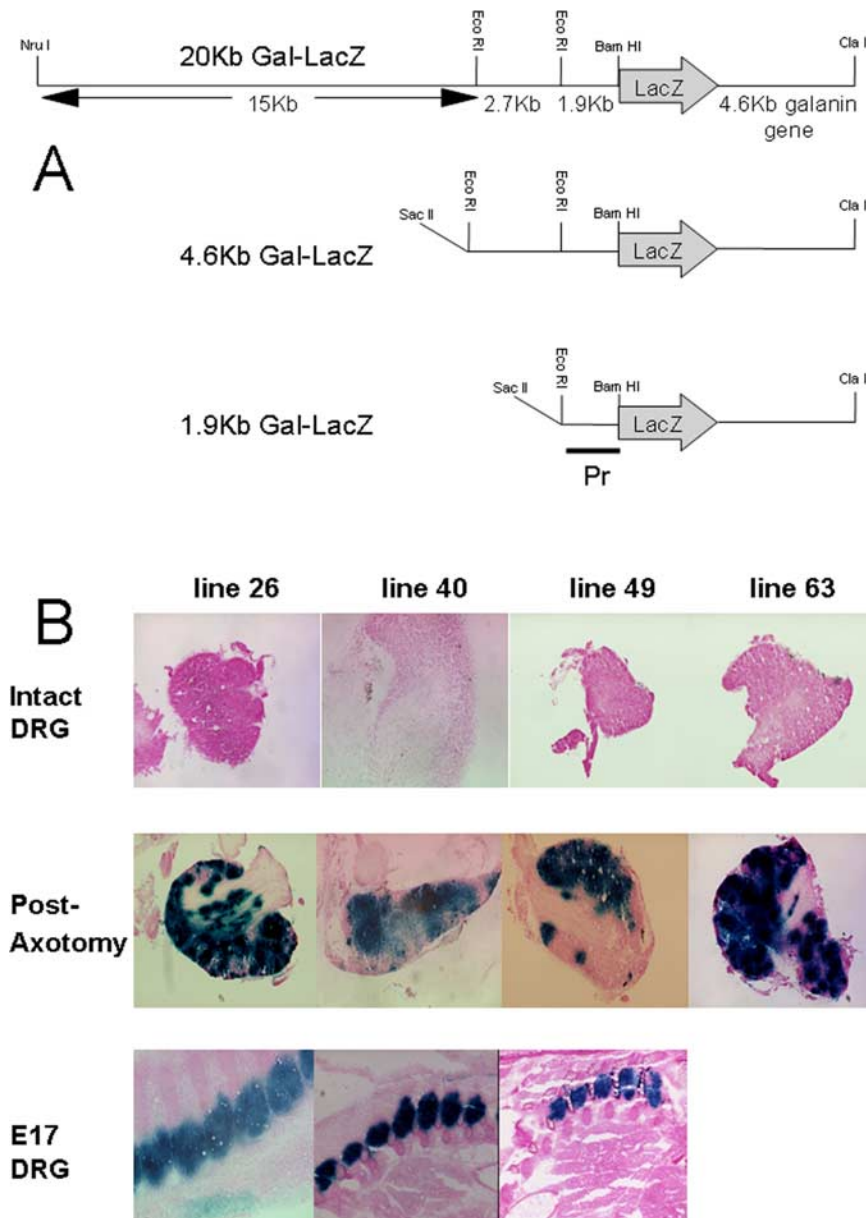 Nru I
20Kb Gal-LacZ
Eco RI
Eco RI
Bam HI
Cla I
LacZ
15Kb
2.7Kb
1.9Kb
4.6Kb galanin
gene
A
Sac II
Eco RI
Eco RI
Bam HI
Cla I
4.6Kb Gal-LacZ
LacZ
Sac II
Eco RI
Bam HI
Cla I
1.9Kb Gal-LacZ
LacZ
Pr
B
line 26
line 40
line 49
line 63
Intact
DRG
Post-
Axotomy
E17
DRG